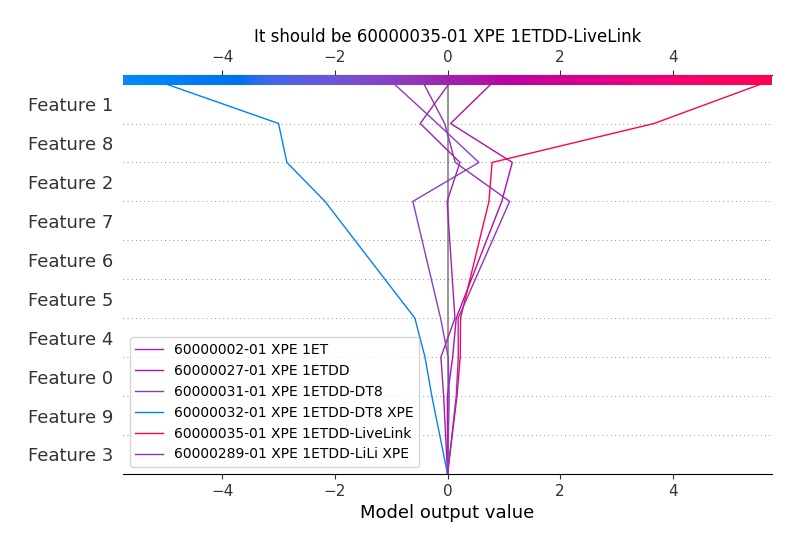 It should be 60000035-01 XPE 1ETDD-LiveLink
−4 −2 0 2 4
Feature 1
Feature 8
Feature 2
Feature 7
Feature 6
Feature 5
Feature 4
Feature 0
Feature 9
Feature 3
60000002-01 XPE 1ET
60000027-01 XPE 1ETDD
60000031-01 XPE 1ETDD-DT8
60000032-01 XPE 1ETDD-DT8 XPE
60000035-01 XPE 1ETDD-LiveLink
60000289-01 XPE 1ETDD-LiLi XPE
−4 −2 0 2 4
Model output value